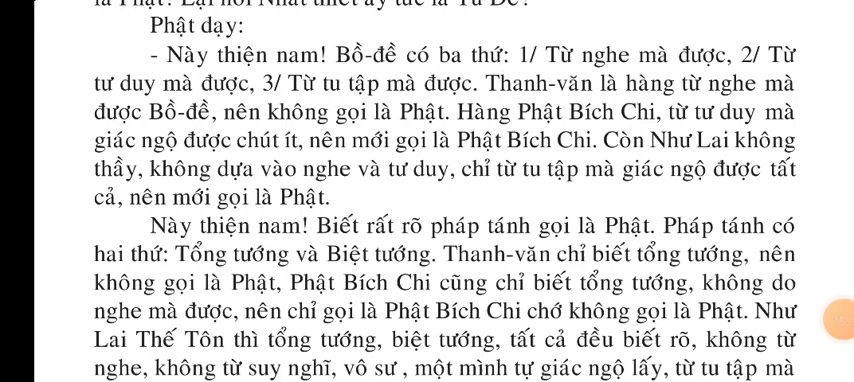 Phật dạy:
- Này thiện nam! Bồ-đề có ba thứ: 1/ Từ nghe mà được, 2/ Từ
tư duy mà được, 3/ Từ tu tập mà được. Thanh-văn là hàng từ nghe mà
được Bồ-đề, nên không gọi là Phật. Hàng Phật Bích Chi, từ tư duy mà
giác ngộ được chút ít, nên mới gọi là Phật Bích Chi. Còn Như Lai không
thầy, không dựa vào nghe và tư duy, chỉ từ tu tập mà giác ngộ được tất
cả, nên mới gọi là Phật.
Này thiện nam! Biết rất rõ pháp tánh gọi là Phật. Pháp tánh có
hai thứ: Tổng tướng và Biệt tướng. Thanh-văn chỉ biết tổng tướng, nên
không gọi là Phật, Phật Bích Chi cũng chỉ biết tổng tướng, không do
nghe mà được, nên chỉ gọi là Phật Bích Chi chớ không gọi là Phật. Như
Lai Thế Tôn thì tổng tướng, biệt tướng, tất cả đều biết rõ, không từ
nghe, không từ suy nghĩ, vô sư , một mình tự giác ngộ lấy, từ tu tập mà